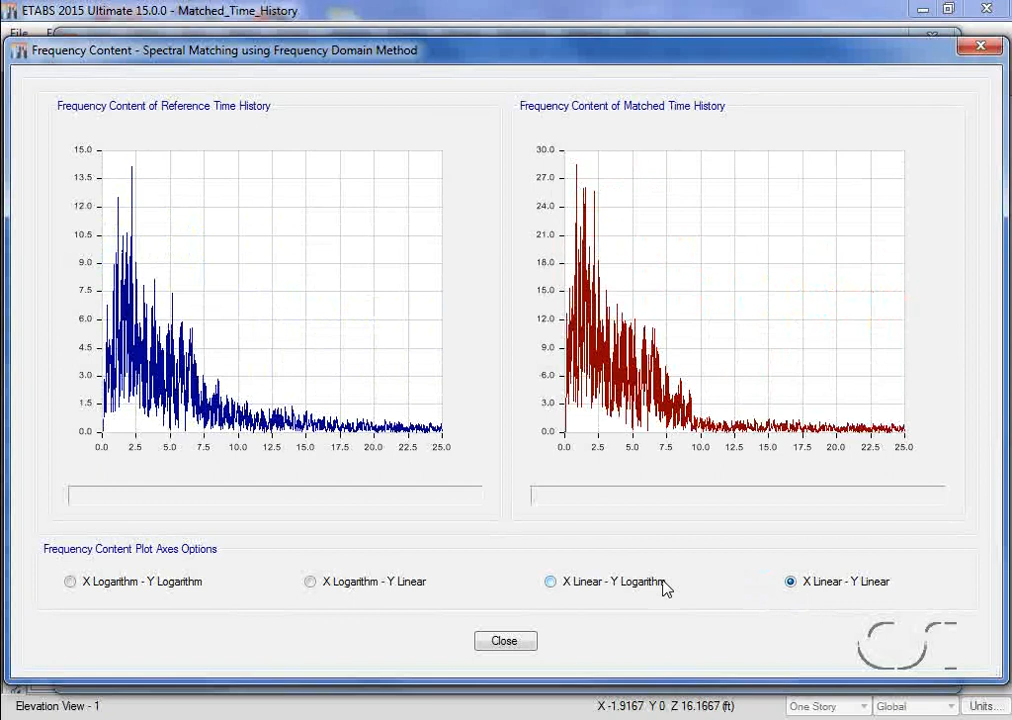 ETABS 2015 Ultimate 15.0.0 - Matched_Time_History
File
Frequency Content - Spectral Matching using Frequency Domain Method
Frequency Content of Reference Time History
15.0
13.5
12.0
10.5
9.0
7.5
6.0
4.5
3.0
1.5
0.0
0.0 2.5 5.0 7.5 10.0 12.5 15.0 17.5 20.0 22.5 25.0
Frequency Content of Matched Time History
30.0
27.0
24.0
21.0
18.0
15.0
12.0
9.0
6.0
3.0
0.0
0.0 2.5 5.0 7.5 10.0 12.5 15.0 17.5 20.0 22.5 25.0
Frequency Content Plot Axes Options
X Logarithm - Y Logarithm X Logarithm - Y Linear X Linear - Y Logarithm X Linear - Y Linear
Close
CSI
Elevation View - 1 X -1.9167 Y 0 Z 16.1667 (ft) One Story Global Units...